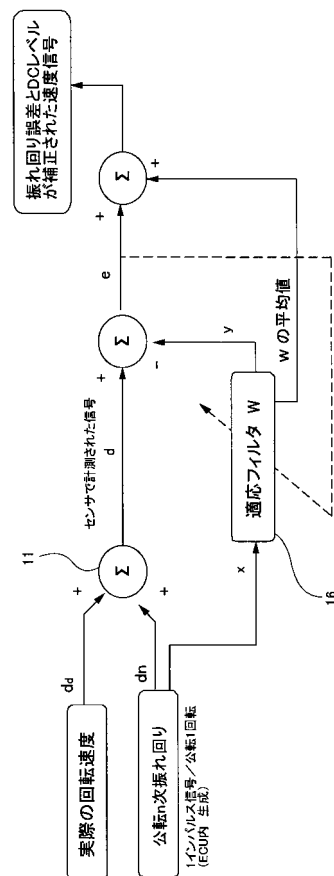 実際の回転速度
dd
+
11
Σ
センサで計測された信号
d
+
Σ
e
+
Σ
振れ回り誤差とDCレベル
が補正された速度信号
公転n次振れ回り
dn
+
1インパルス信号／公転1回転
(ECU内 生成)
x
適応フィルタ W
16
y
-
W の平均値
+